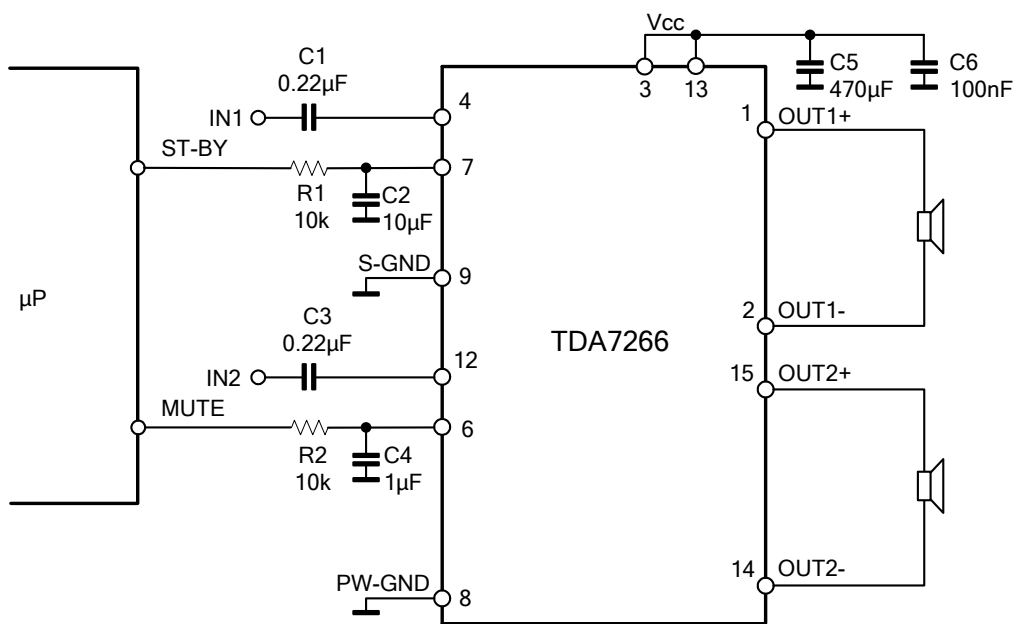 Vcc
C1
0.22µF
C5
470µF
C6
100nF
3
13
IN1
4
1
OUT1+
ST-BY
7
R1
10k
C2
10µF
S-GND
9
µP
C3
0.22µF
2
OUT1-
TDA7266
12
15
OUT2+
IN2
MUTE
6
R2
10k
C4
1µF
14
OUT2-
PW-GND
8